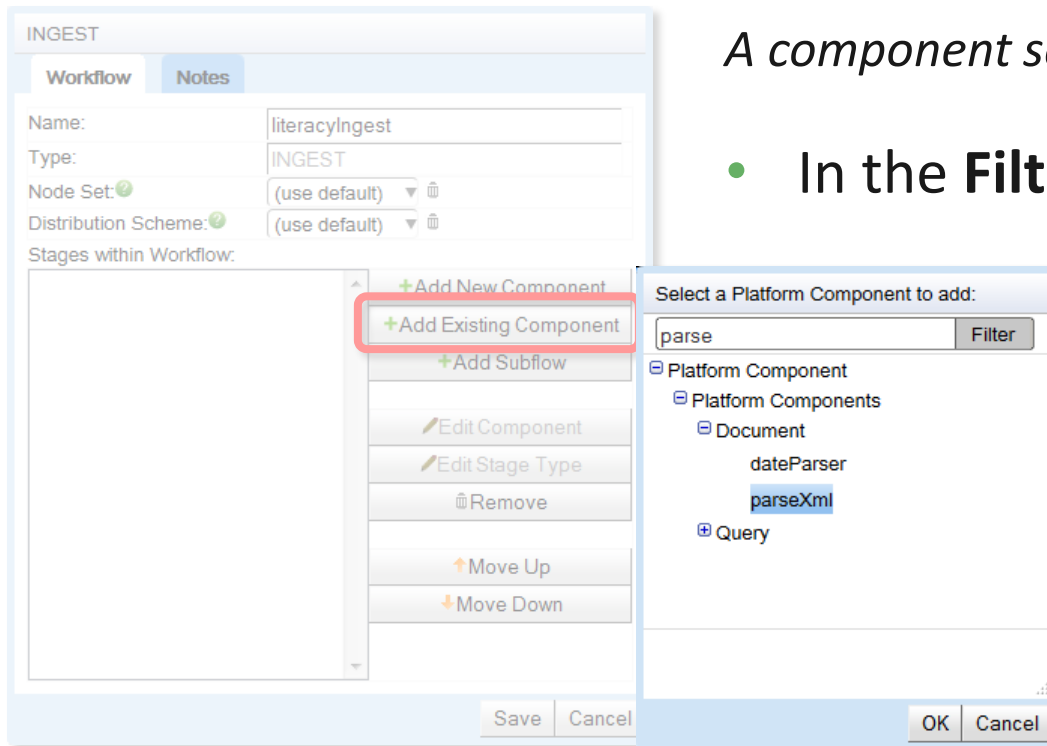 INGEST
Workflow Notes
Name: literacyIngest
Type: INGEST
Node Set: (use default)
Distribution Scheme: (use default)
Stages within Workflow:
+Add New Component
+Add Existing Component
+Add Subflow
Edit Component
Edit Stage Type
Remove
Move Up
Move Down
Save Cancel
A component s
• In the Filt
Select a Platform Component to add:
parse Filter
Platform Component
Platform Components
Document
dateParser
parseXml
Query
OK Cancel